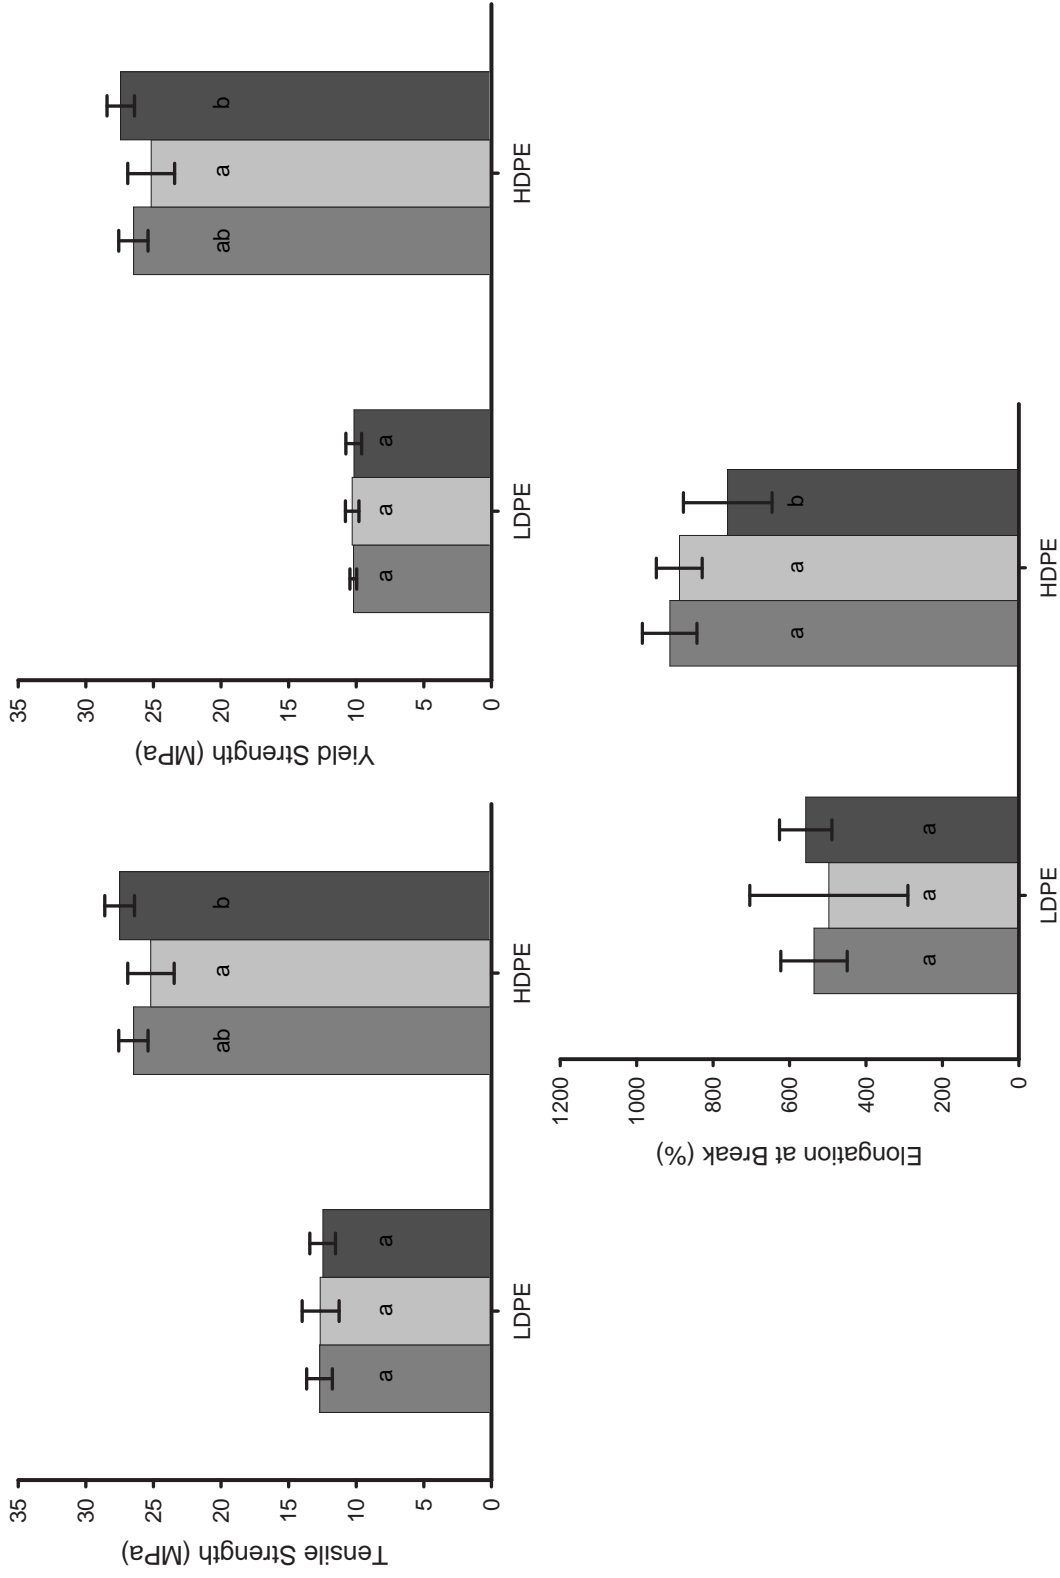 Tensile Strength (MPa)
35
30
25
20
15
10
5
0
a a a
ab a b
LDPE
HDPE
Yield Strength (MPa)
35
30
25
20
15
10
5
0
a a a
ab a b
LDPE
HDPE
Elongation at Break (%)
1200
1000
800
600
400
200
0
a a a
a a b
LDPE
HDPE